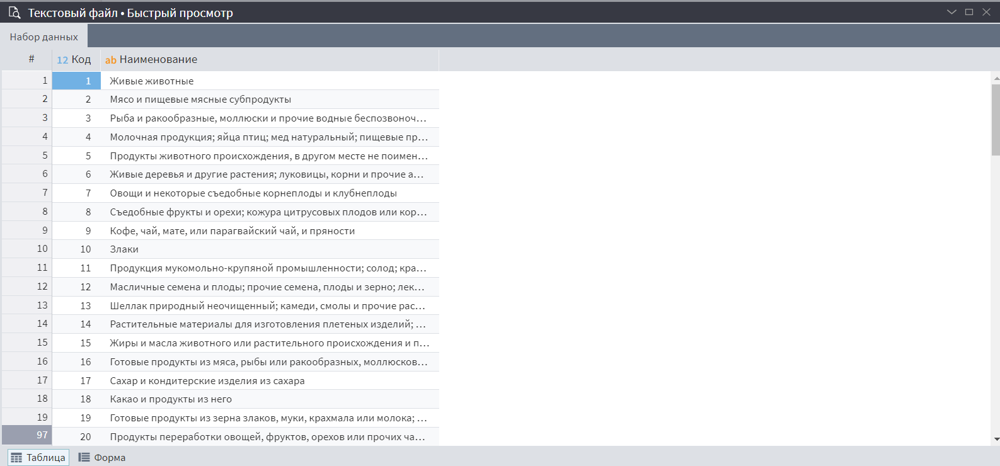 Текстовый файл • Быстрый просмотр
Набор данных
# 12 Код ab Наименование
1 1 Живые животные
2 2 Мясо и пищевые мясные субпродукты
3 3 Рыба и ракообразные, моллюски и прочие водные беспозвоноч...
4 4 Молочная продукция; яйца птиц; мед натуральный; пищевые пр...
5 5 Продукты животного происхождения, в другом месте не поимен...
6 6 Живые деревья и другие растения; луковицы, корни и прочие а...
7 7 Овощи и некоторые съедобные корнеплоды и клубнеплоды
8 8 Съедобные фрукты и орехи; кожура цитрусовых плодов или кор...
9 9 Кофе, чай, мате, или парагвайский чай, и пряности
10 10 Злаки
11 11 Продукция мукомольно-крупяной промышленности; солод; кра...
12 12 Масличные семена и плоды; прочие семена, плоды и зерно; лек...
13 13 Шеллак природный неочищенный; камеди, смолы и прочие рас...
14 14 Растительные материалы для изготовления плетеных изделий; ...
15 15 Жиры и масла животного или растительного происхождения и п...
16 16 Готовые продукты из мяса, рыбы или ракообразных, моллюсков...
17 17 Сахар и кондитерские изделия из сахара
18 18 Какао и продукты из него
19 19 Готовые продукты из зерна злаков, муки, крахмала или молока; ...
97 20 Продукты переработки овощей, фруктов, орехов или прочих ча...
Таблица Форма